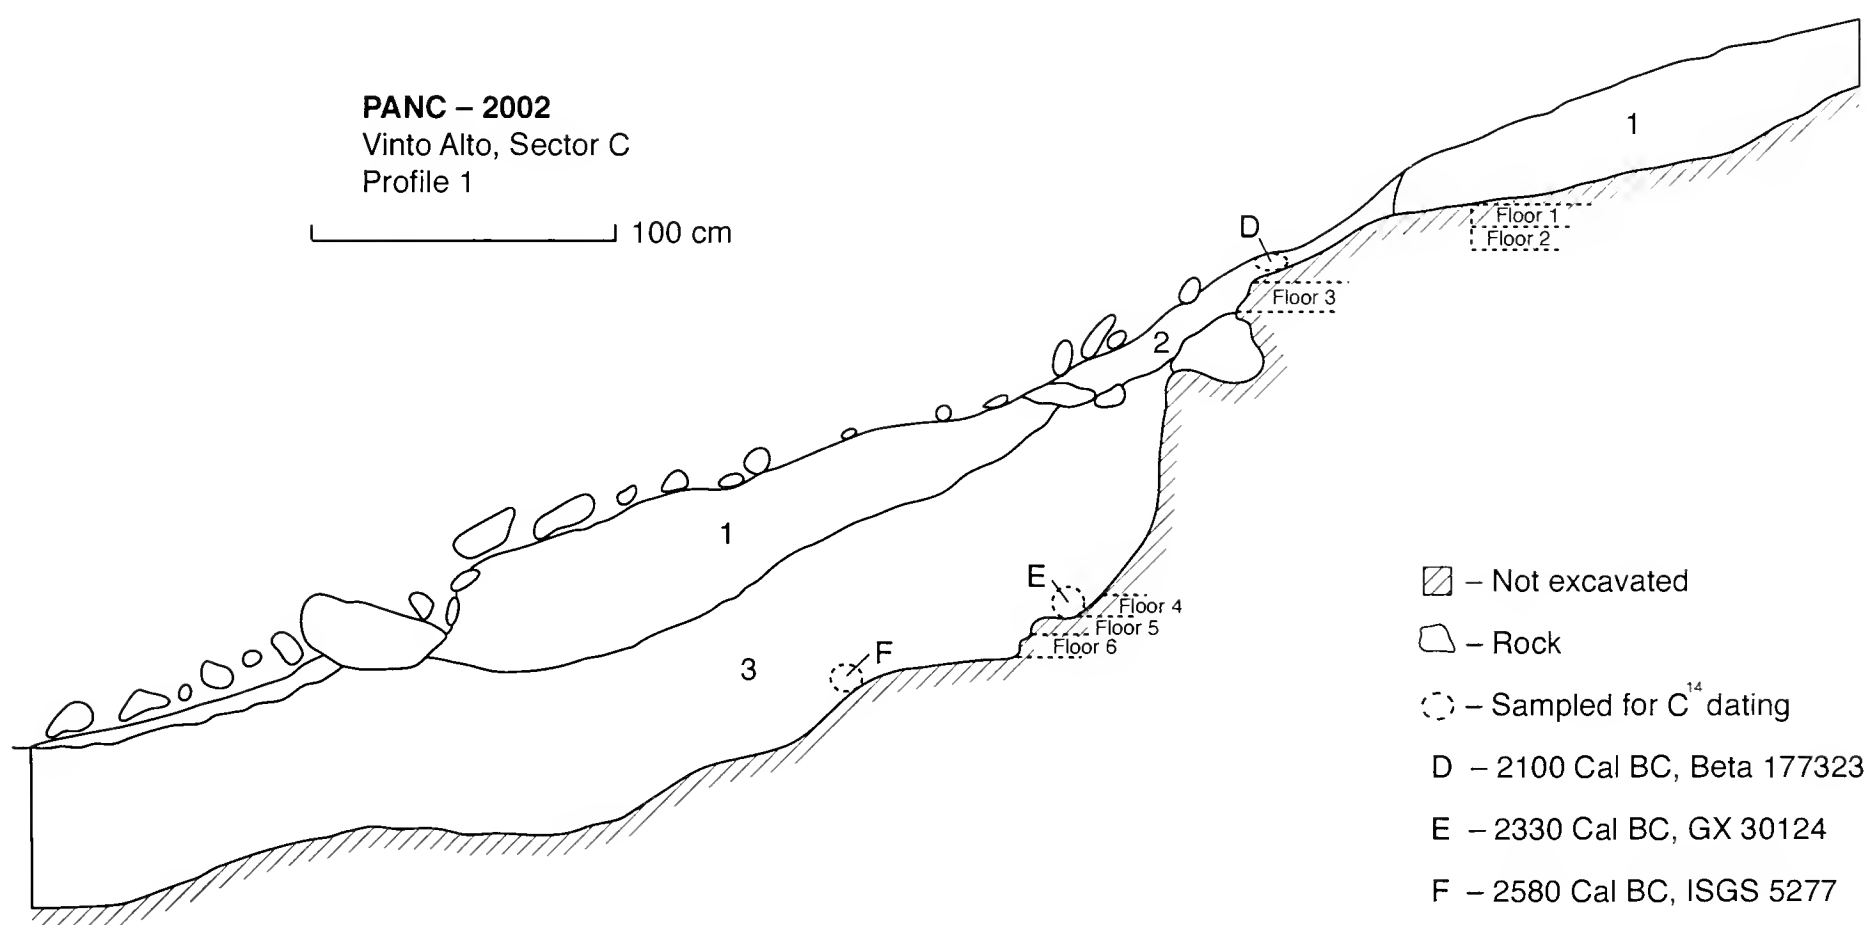 PANC – 2002
Vinto Alto, Sector C
Profile 1
100 cm
1
Floor 1
Floor 2
D
Floor 3
2
1
E
Floor 4
Floor 5
Floor 6
F
3
– Not excavated
– Rock
– Sampled for C¹⁴ dating
D – 2100 Cal BC, Beta 177323
E – 2330 Cal BC, GX 30124
F – 2580 Cal BC, ISGS 5277